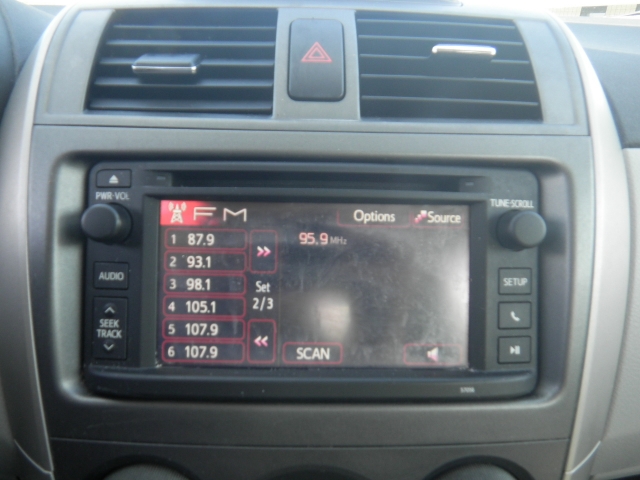 PWR·VOL
TUNE·SCROLL
FM
Options
Source
1 87.9
95.9 MHz
2 93.1
3 98.1
Set
2/3
4 105.1
5 107.9
6 107.9
SCAN
AUDIO
SEEK
TRACK
SETUP